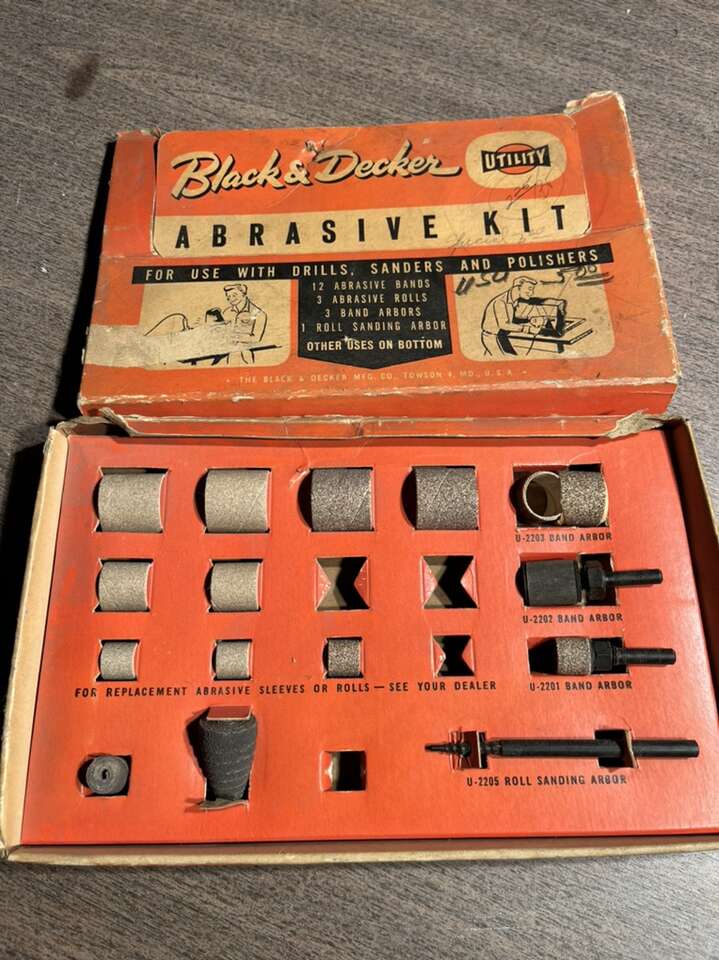 Black & Decker
UTILITY
ABRASIVE KIT
FOR USE WITH DRILLS, SANDERS AND POLISHERS
12 ABRASIVE BANDS
3 ABRASIVE ROLLS
3 BAND ARBORS
1 ROLL SANDING ARBOR
OTHER USES ON BOTTOM
5.00
THE BLACK & DECKER MFG. CO., TOWSON 4, MD., U.S.A.
U-2203 BAND ARBOR
U-2202 BAND ARBOR
U-2201 BAND ARBOR
FOR REPLACEMENT ABRASIVE SLEEVES OR ROLLS — SEE YOUR DEALER
U-2205 ROLL SANDING ARBOR